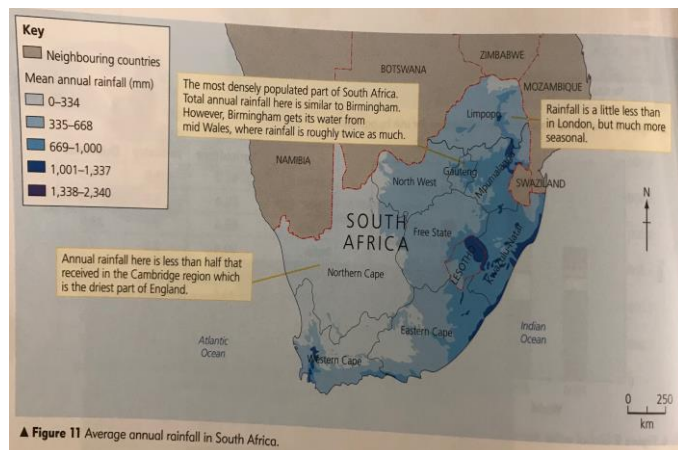 Key
Neighbouring countries
Mean annual rainfall (mm)
0–334
335–668
669–1,000
1,001–1,337
1,338–2,340
ZIMBABWE
BOTSWANA
MOZAMBIQUE
The most densely populated part of South Africa.
Total annual rainfall here is similar to Birmingham.
However, Birmingham gets its water from
mid Wales, where rainfall is roughly twice as much.
Limpopo
Rainfall is a little less than
in London, but much more
seasonal.
NAMIBIA
North West
Gauteng
Mpumalanga
SWAZILAND
N
SOUTH
AFRICA
Free State
LESOTHO
KwaZulu-Natal
Annual rainfall here is less than half that
received in the Cambridge region which
is the driest part of England.
Northern Cape
Eastern Cape
Indian
Ocean
Atlantic
Ocean
Western Cape
0 250
km
▲ Figure 11 Average annual rainfall in South Africa.